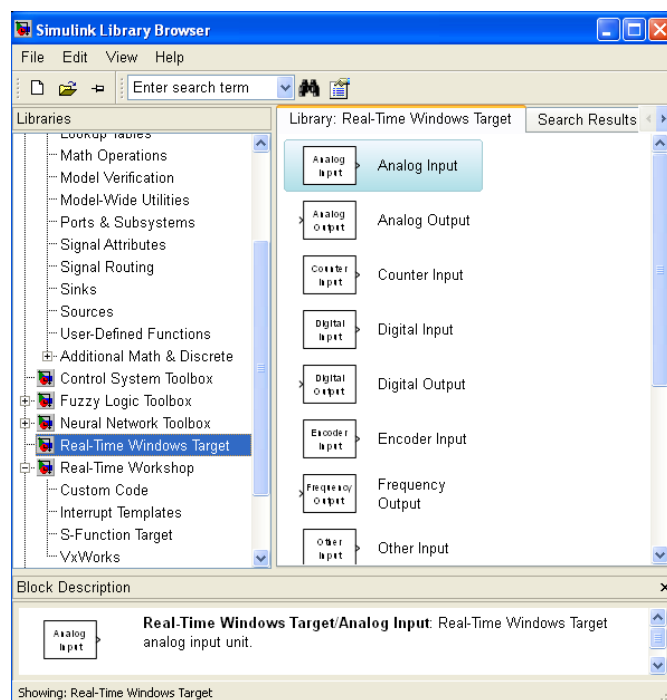 Simulink Library Browser
File Edit View Help
Enter search term
Libraries
Library: Real-Time Windows Target
Search Results
Lookup Tables
Math Operations
Model Verification
Model-Wide Utilities
Ports & Subsystems
Signal Attributes
Signal Routing
Sinks
Sources
User-Defined Functions
Additional Math & Discrete
Control System Toolbox
Fuzzy Logic Toolbox
Neural Network Toolbox
Real-Time Windows Target
Real-Time Workshop
Custom Code
Interrupt Templates
S-Function Target
VxWorks
Analog
Input
Analog Input
Analog
Output
Analog Output
Counter
Input
Counter Input
Digital
Input
Digital Input
Digital
Output
Digital Output
Encoder
Input
Encoder Input
Frequency
Output
Frequency
Output
Other
Input
Other Input
Block Description
Analog
Input
Real-Time Windows Target/Analog Input: Real-Time Windows Target
analog input unit.
Showing: Real-Time Windows Target